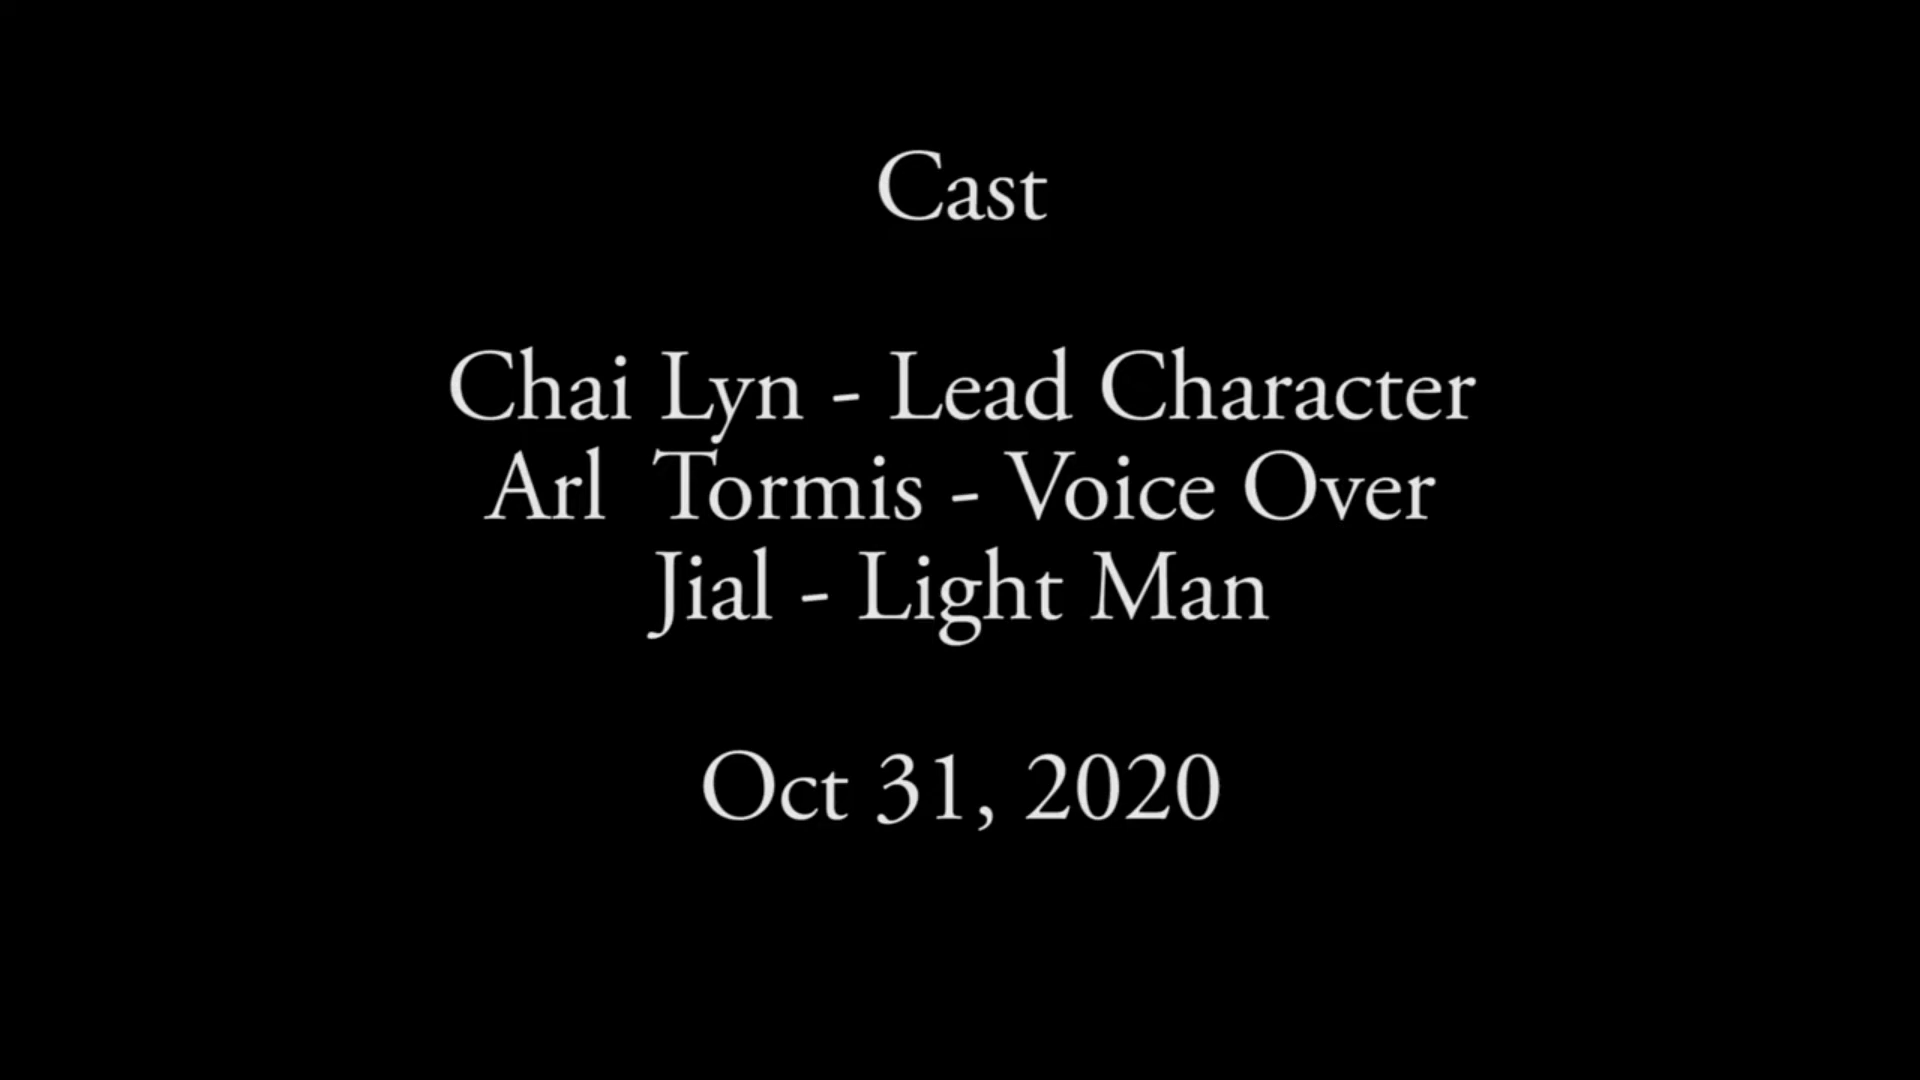 Cast
Chai Lyn - Lead Character
Arl  Tormis - Voice Over
Jial - Light Man
Oct 31, 2020